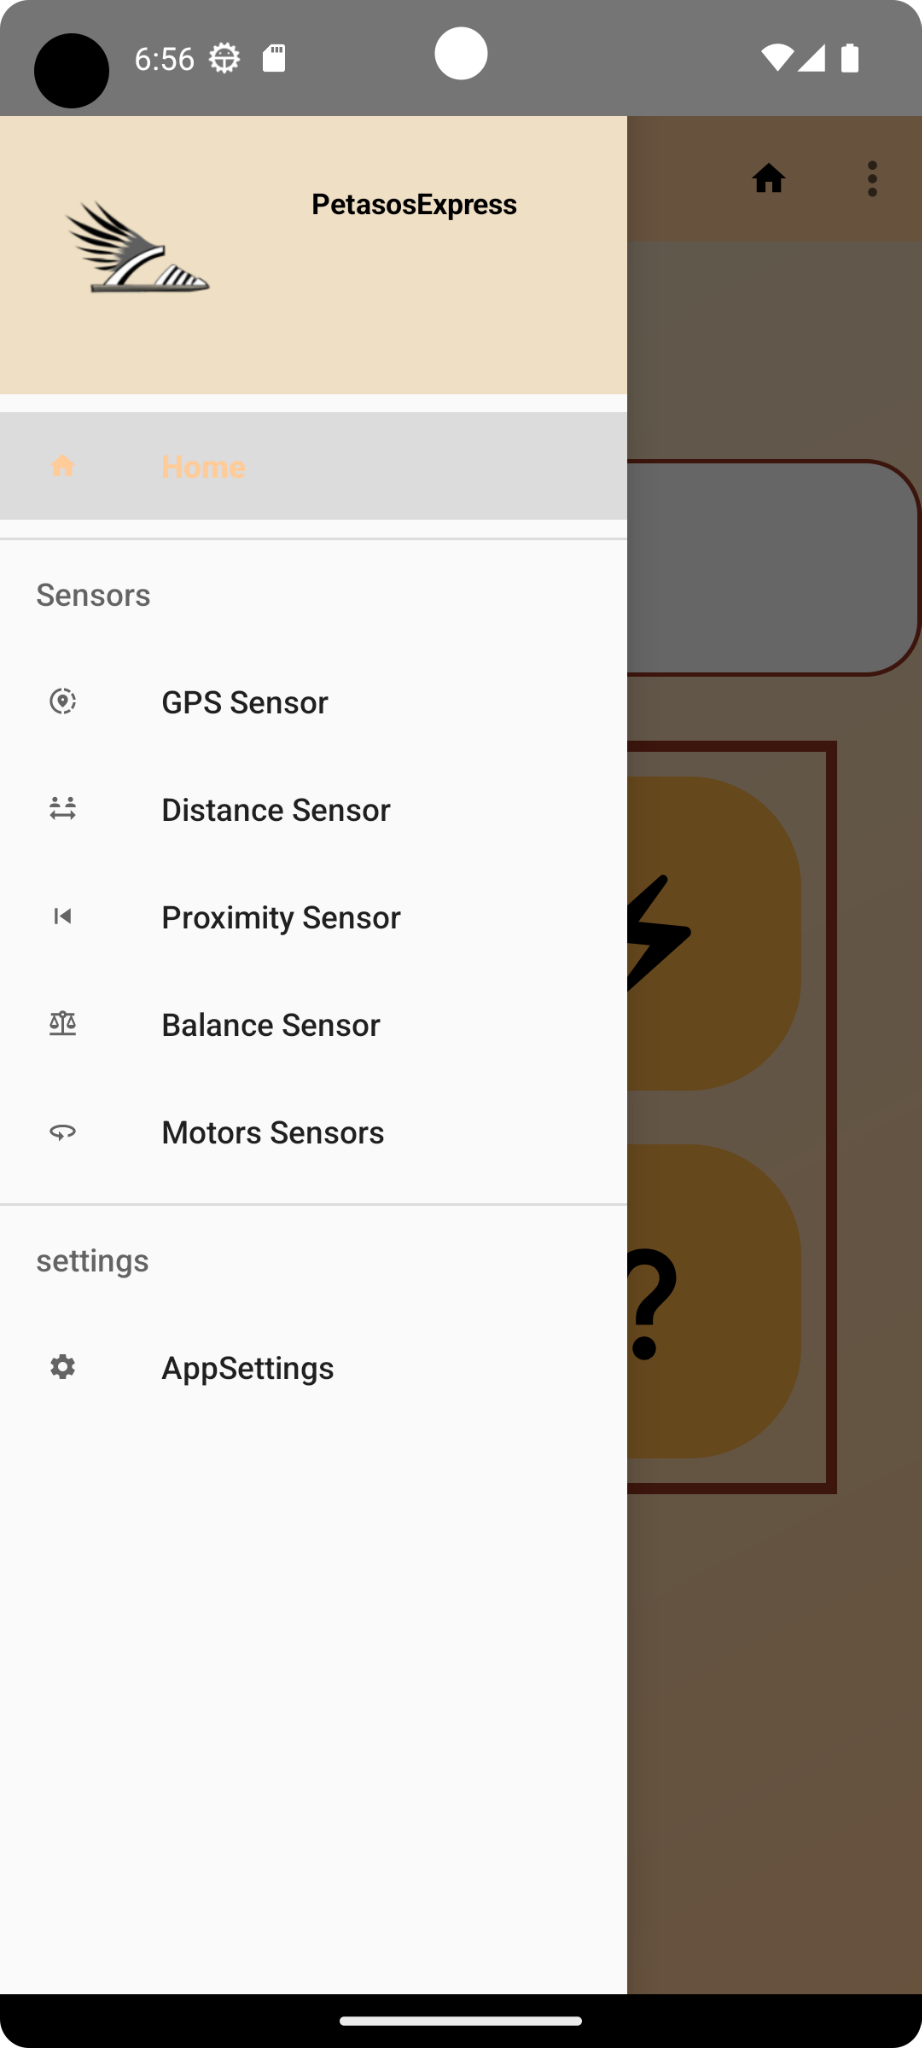 6:56
PetasosExpress
Home
Sensors
GPS Sensor
Distance Sensor
Proximity Sensor
Balance Sensor
Motors Sensors
settings
AppSettings
?